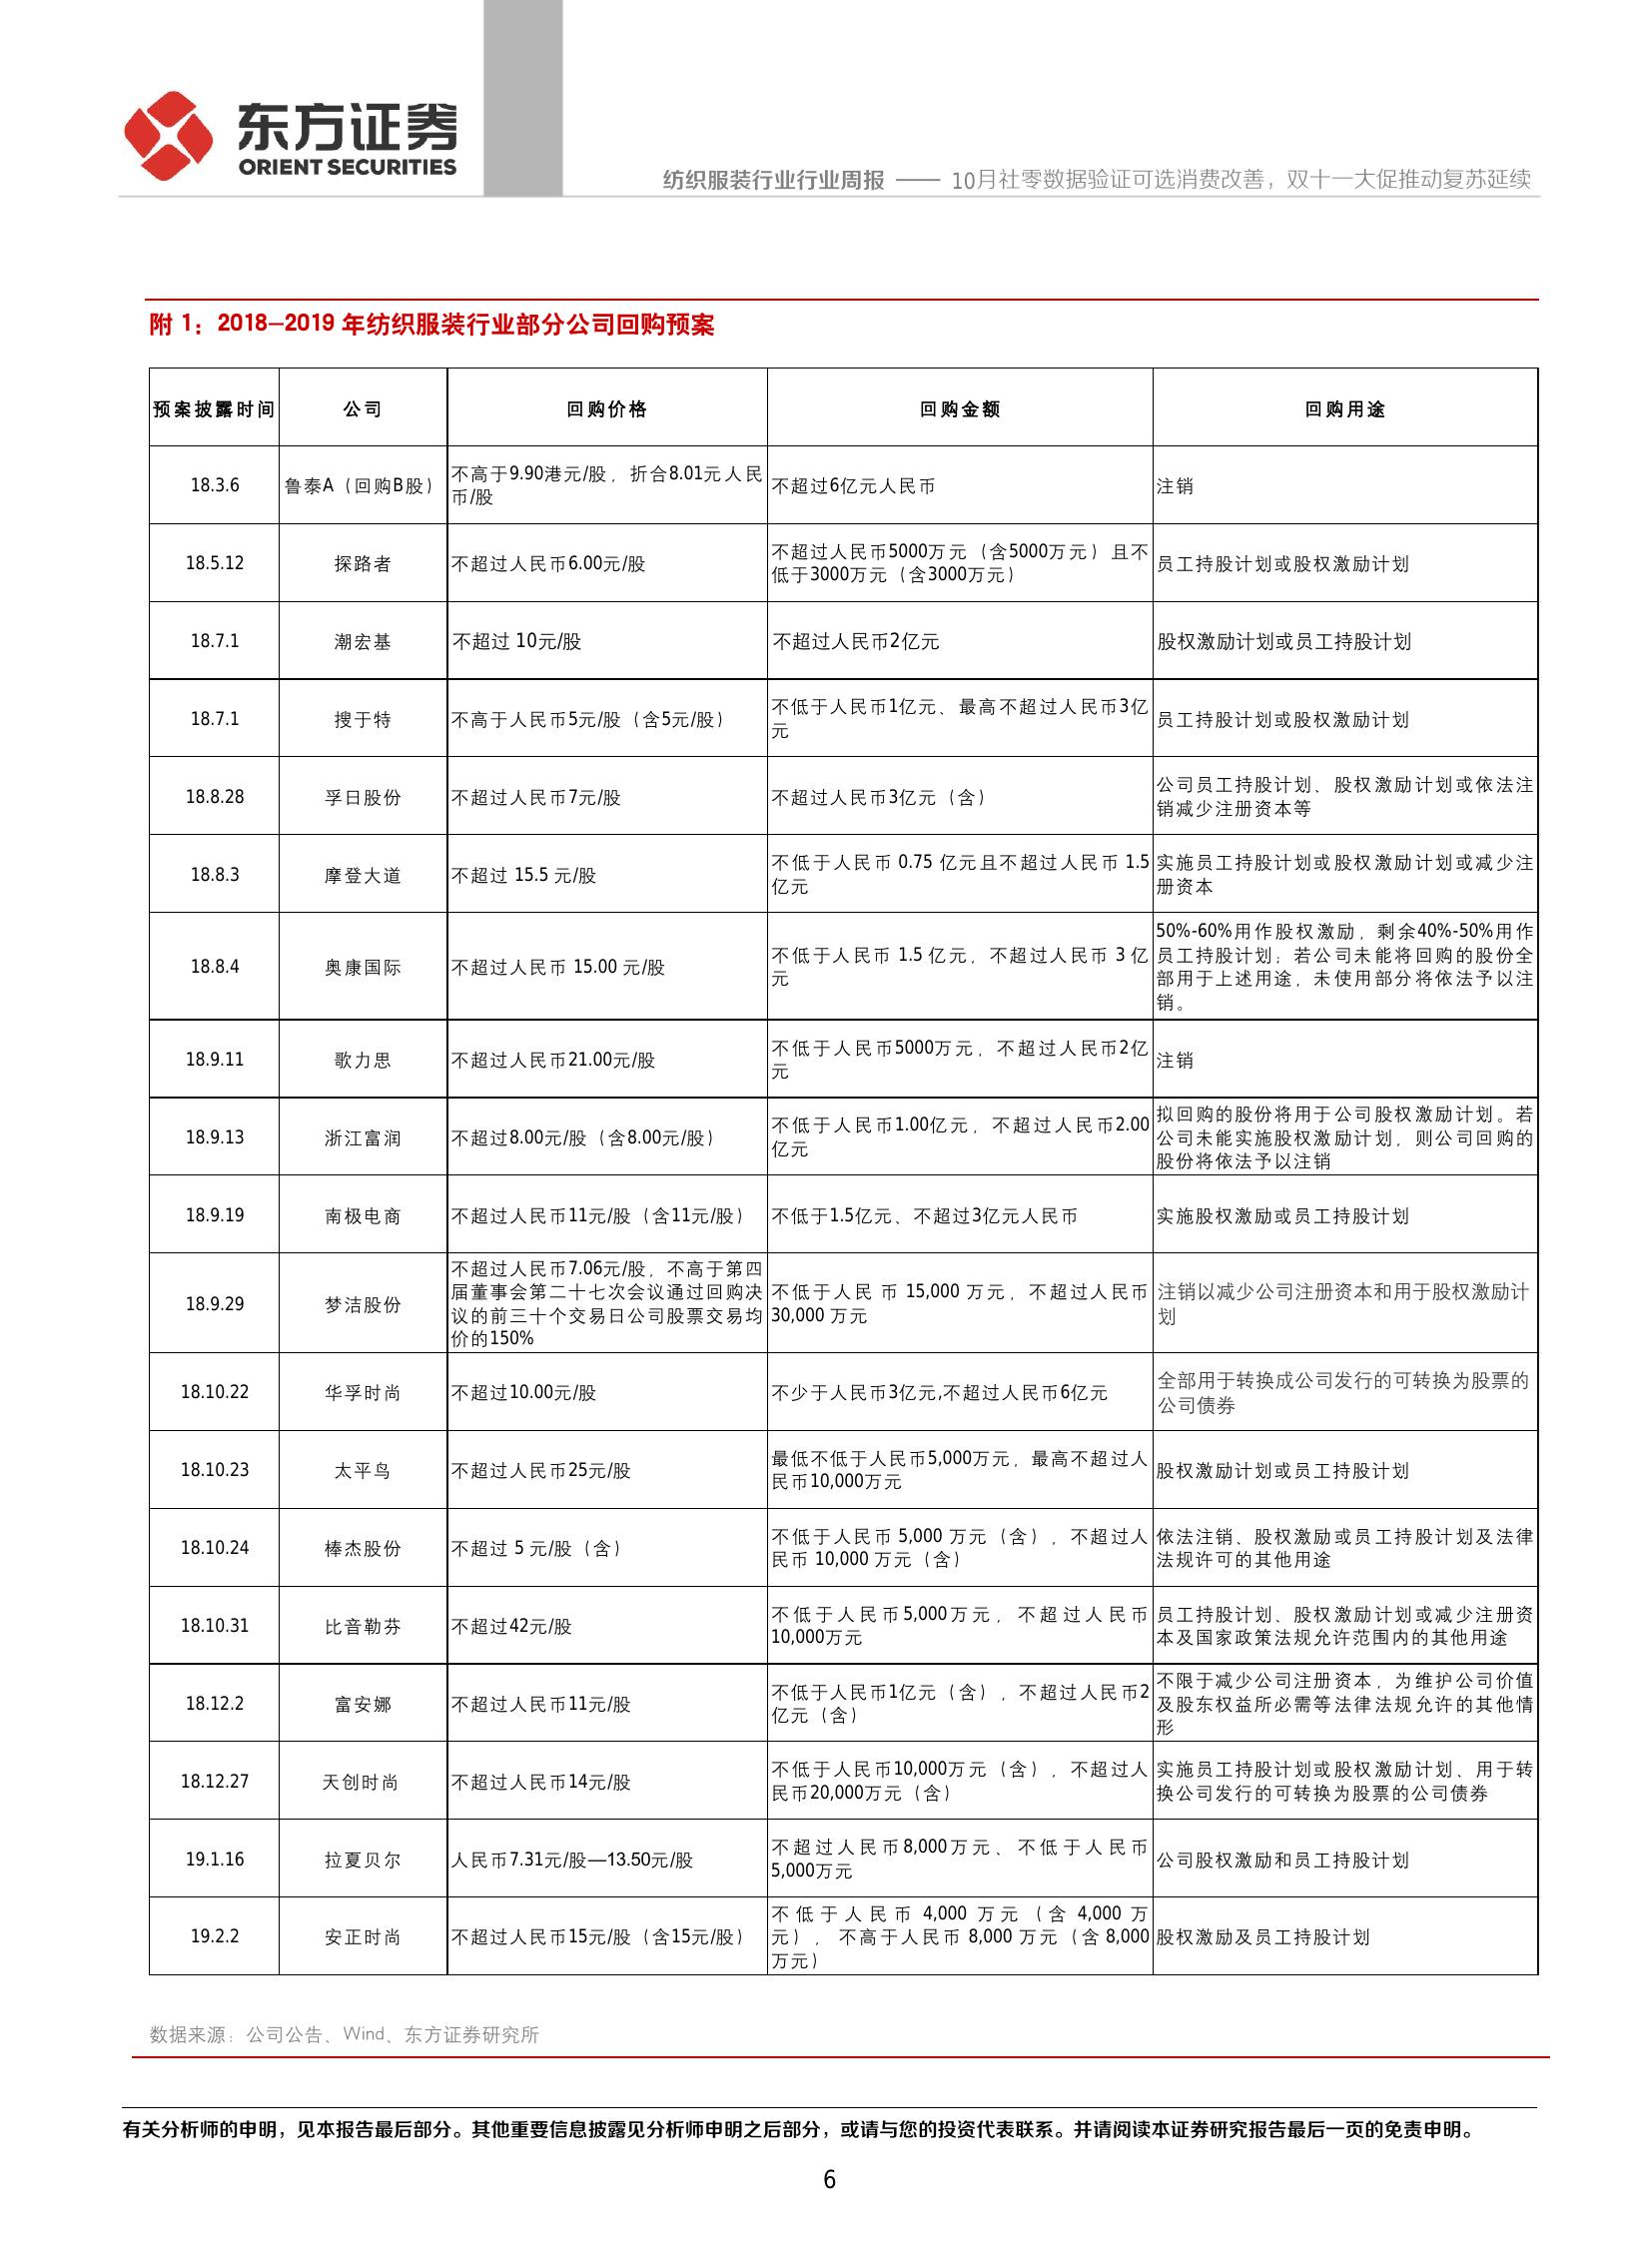 东方证券
ORIENT SECURITIES
纺织服装行业行业周报 —— 10月社零数据验证可选消费改善，双十一大促推动复苏延续
附 1：2018–2019 年纺织服装行业部分公司回购预案
预案披露时间 公司 回购价格 回购金额 回购用途
18.3.6 鲁泰A（回购B股） 不高于9.90港元/股，折合8.01元人民
币/股
不超过6亿元人民币 注销
18.5.12 探路者 不超过人民币6.00元/股
不超过人民币5000万元（含5000万元）且不
低于3000万元（含3000万元）
员工持股计划或股权激励计划
18.7.1 潮宏基 不超过 10元/股 不超过人民币2亿元 股权激励计划或员工持股计划
18.7.1 搜于特 不高于人民币5元/股（含5元/股）
不低于人民币1亿元、最高不超过人民币3亿
元
员工持股计划或股权激励计划
18.8.28 孚日股份 不超过人民币7元/股 不超过人民币3亿元（含）
公司员工持股计划、股权激励计划或依法注
销减少注册资本等
18.8.3 摩登大道 不超过 15.5 元/股
不低于人民币 0.75 亿元且不超过人民币 1.5
亿元
实施员工持股计划或股权激励计划或减少注
册资本
18.8.4 奥康国际 不超过人民币 15.00 元/股
不低于人民币 1.5 亿元，不超过人民币 3 亿
元
50%-60%用作股权激励，剩余40%-50%用作
员工持股计划；若公司未能将回购的股份全
部用于上述用途，未使用部分将依法予以注
销。
18.9.11 歌力思 不超过人民币21.00元/股
不低于人民币5000万元，不超过人民币2亿
元
注销
18.9.13 浙江富润 不超过8.00元/股（含8.00元/股）
不低于人民币1.00亿元，不超过人民币2.00
亿元
拟回购的股份将用于公司股权激励计划。若
公司未能实施股权激励计划，则公司回购的
股份将依法予以注销
18.9.19 南极电商 不超过人民币11元/股（含11元/股） 不低于1.5亿元、不超过3亿元人民币 实施股权激励或员工持股计划
18.9.29 梦洁股份
不超过人民币7.06元/股，不高于第四
届董事会第二十七次会议通过回购决
议的前三十个交易日公司股票交易均
价的150%
不低于人民 币 15,000 万元，不超过人民币
30,000 万元
注销以减少公司注册资本和用于股权激励计
划
18.10.22 华孚时尚 不超过10.00元/股 不少于人民币3亿元,不超过人民币6亿元
全部用于转换成公司发行的可转换为股票的
公司债券
18.10.23 太平鸟 不超过人民币25元/股
最低不低于人民币5,000万元，最高不超过人
民币10,000万元
股权激励计划或员工持股计划
18.10.24 棒杰股份 不超过 5 元/股（含）
不低于人民币 5,000 万元（含），不超过人
民币 10,000 万元（含）
依法注销、股权激励或员工持股计划及法律
法规许可的其他用途
18.10.31 比音勒芬 不超过42元/股
不低于人民币5,000万元，不超过人民币
10,000万元
员工持股计划、股权激励计划或减少注册资
本及国家政策法规允许范围内的其他用途
18.12.2 富安娜 不超过人民币11元/股
不低于人民币1亿元（含），不超过人民币2
亿元（含）
不限于减少公司注册资本，为维护公司价值
及股东权益所必需等法律法规允许的其他情
形
18.12.27 天创时尚 不超过人民币14元/股
不低于人民币10,000万元（含），不超过人
民币20,000万元（含）
实施员工持股计划或股权激励计划、用于转
换公司发行的可转换为股票的公司债券
19.1.16 拉夏贝尔 人民币7.31元/股—13.50元/股
不超过人民币8,000万元、不低于人民币
5,000万元
公司股权激励和员工持股计划
19.2.2 安正时尚 不超过人民币15元/股（含15元/股）
不低于人民币 4,000 万元（含 4,000 万
元），不高于人民币 8,000 万元（含 8,000
万元）
股权激励及员工持股计划
数据来源：公司公告、Wind、东方证券研究所
有关分析师的申明，见本报告最后部分。其他重要信息披露见分析师申明之后部分，或请与您的投资代表联系。并请阅读本证券研究报告最后一页的免责申明。
6